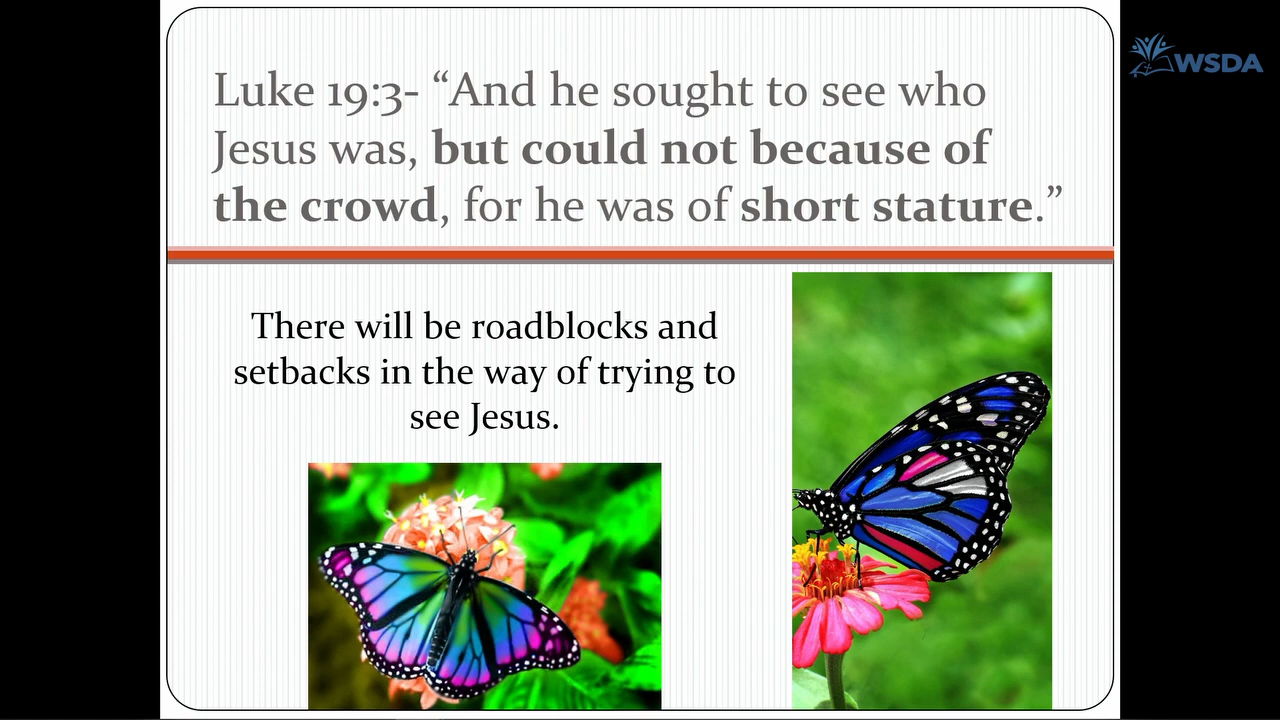 Luke 19:3- “And he sought to see who
Jesus was, but could not because of
the crowd, for he was of short stature.”
There will be roadblocks and
setbacks in the way of trying to
see Jesus.
WSDA